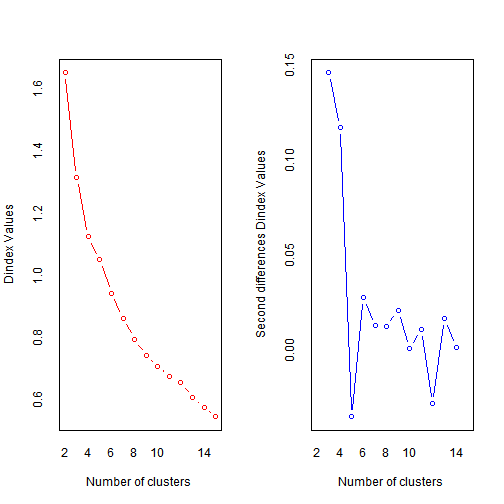 Dindex Values
1.6
1.4
1.2
1.0
0.8
0.6
2 4 6 8 10 14
Number of clusters
Second differences Dindex Values
0.15
0.10
0.05
0.00
2 4 6 8 10 14
Number of clusters